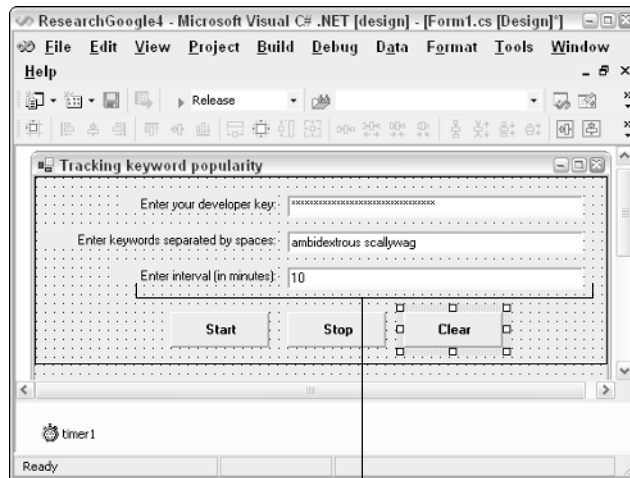 ResearchGoogle4 - Microsoft Visual C# .NET [design] - [Form1.cs [Design]*]
File Edit View Project Build Debug Data Format Tools Window
Help
Release
Tracking keyword popularity
Enter your developer key: xxxxxxxxxxxxxxxxxxxxxxxxxxxxxxxx
Enter keywords separated by spaces: ambidextrous scallywag
Enter interval (in minutes): 10
Start Stop Clear
timer1
Ready